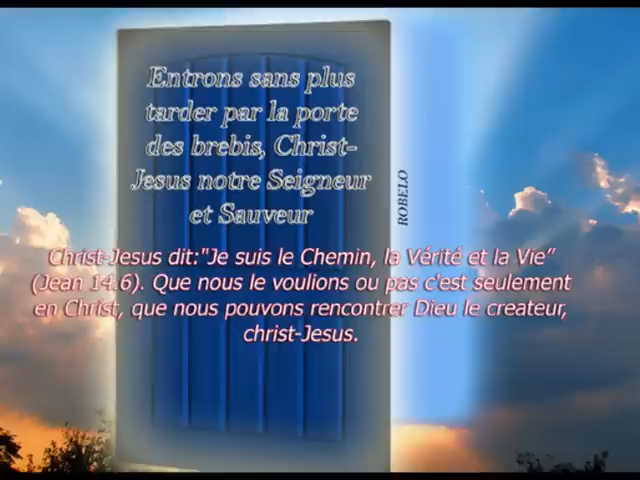 Entrons sans plus
tarder par la porte
des brebis, Christ-
Jesus notre Seigneur
et Sauveur
ROBELO
Christ-Jesus dit:"Je suis le Chemin, la Vérité et la Vie"
(Jean 14.6). Que nous le voulions ou pas c'est seulement
en Christ, que nous pouvons rencontrer Dieu le createur,
christ-Jesus.